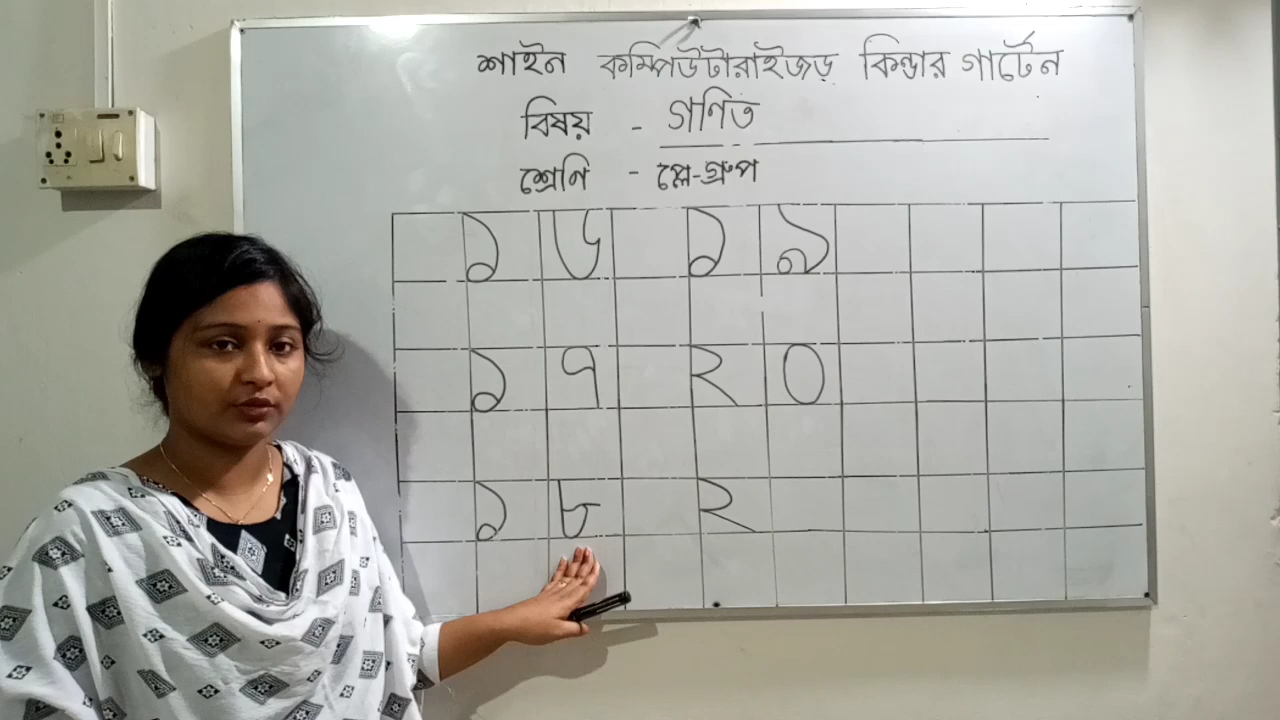 শাইন কম্পিউটারাইজড় কিন্ডার গার্টেন
বিষয় - গণিত
শ্রেণি - প্লে-গ্রুপ
১৬ ১৯
১৭ ২০
১৮ ২